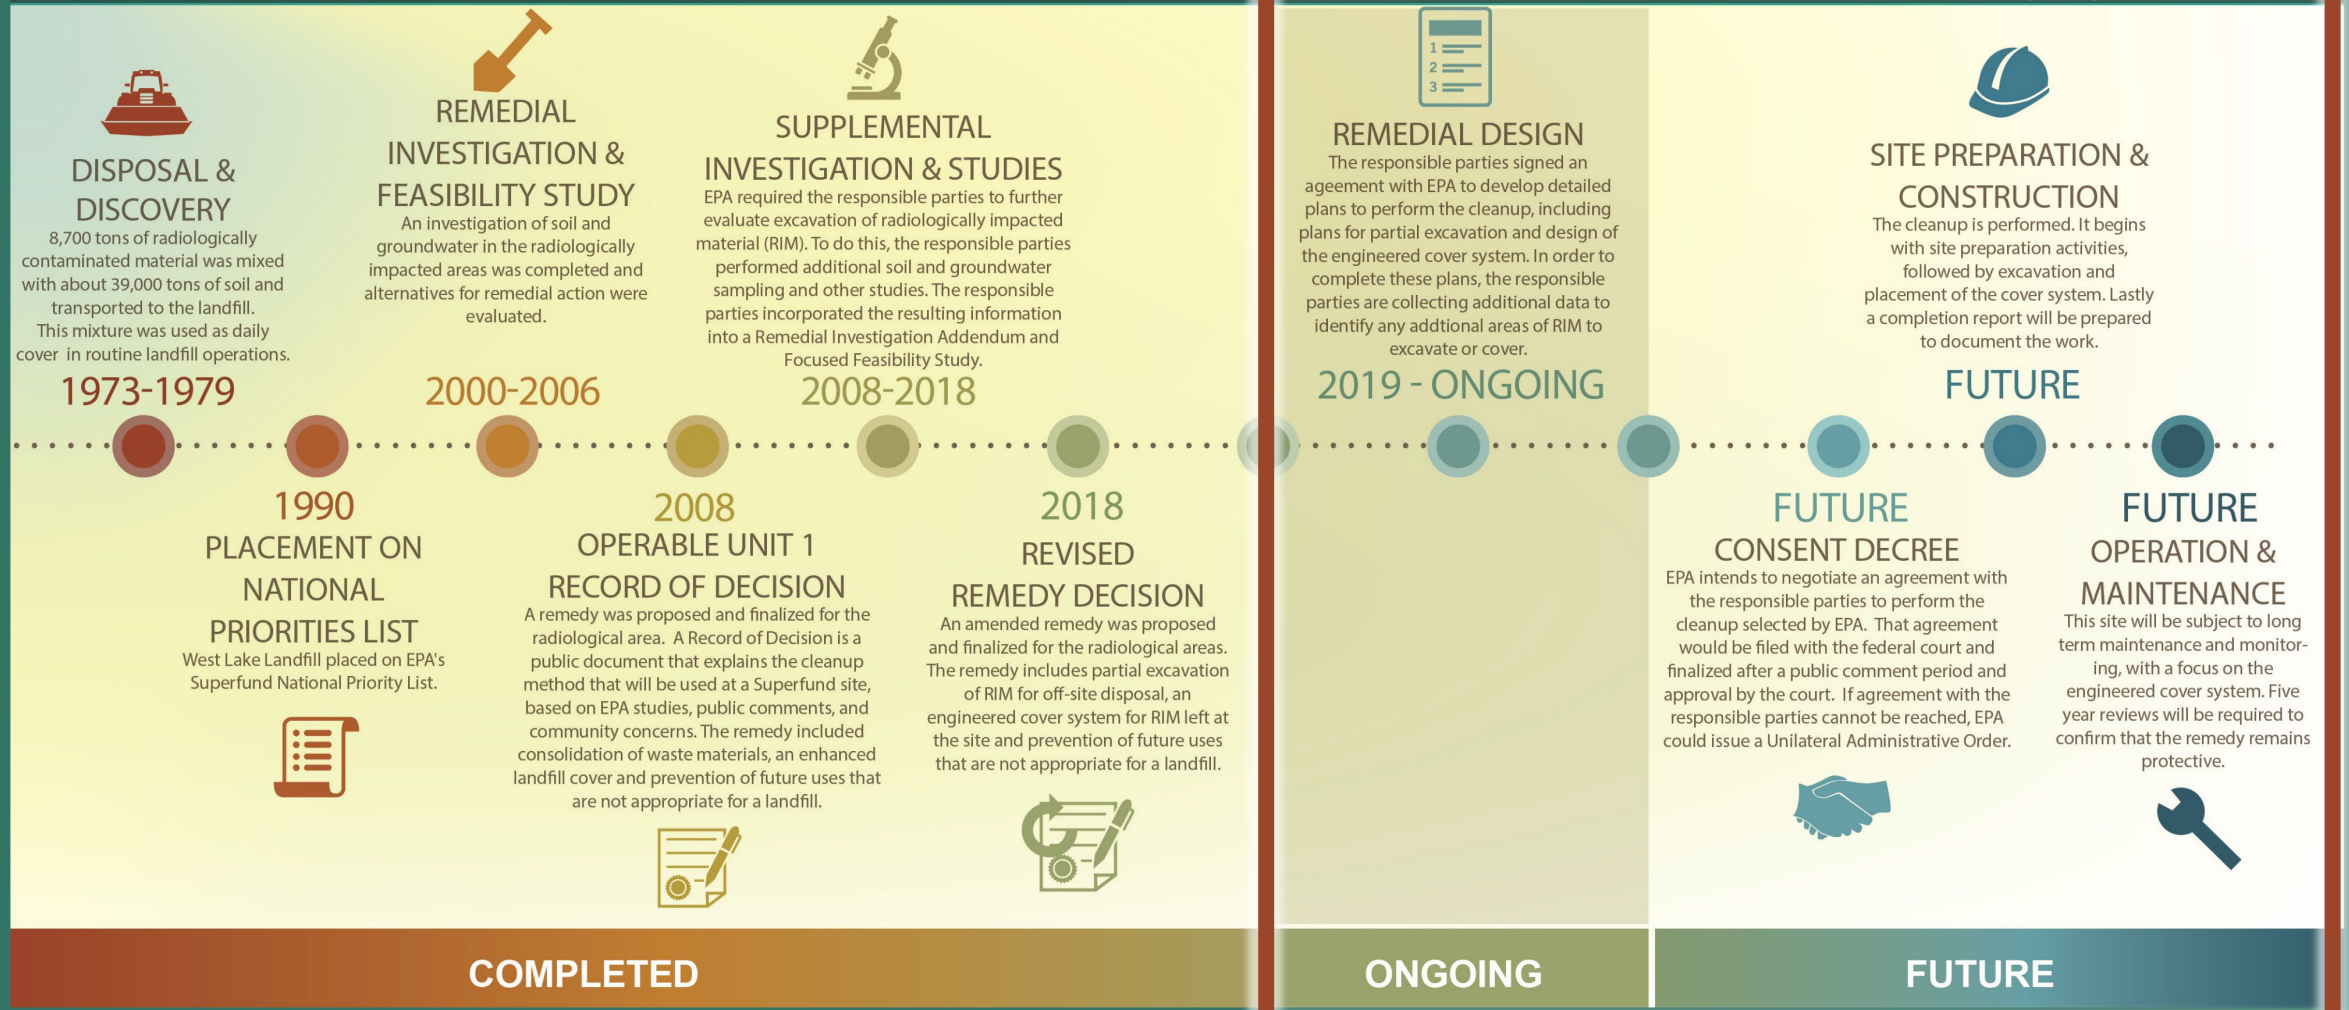 DISPOSAL &
DISCOVERY
8,700 tons of radiologically
contaminated material was mixed
with about 39,000 tons of soil and
transported to the landfill.
This mixture was used as daily
cover in routine landfill operations.
1973-1979
1990
PLACEMENT ON
NATIONAL
PRIORITIES LIST
West Lake Landfill placed on EPA's
Superfund National Priority List.
REMEDIAL
INVESTIGATION &
FEASIBILITY STUDY
An investigation of soil and
groundwater in the radiologically
impacted areas was completed and
alternatives for remedial action were
evaluated.
2000-2006
2008
OPERABLE UNIT 1
RECORD OF DECISION
A remedy was proposed and finalized for the
radiological area. A Record of Decision is a
public document that explains the cleanup
method that will be used at a Superfund site,
based on EPA studies, public comments, and
community concerns. The remedy included
consolidation of waste materials, an enhanced
landfill cover and prevention of future uses that
are not appropriate for a landfill.
SUPPLEMENTAL
INVESTIGATION & STUDIES
EPA required the responsible parties to further
evaluate excavation of radiologically impacted
material (RIM). To do this, the responsible parties
performed additional soil and groundwater
sampling and other studies. The responsible
parties incorporated the resulting information
into a Remedial Investigation Addendum and
Focused Feasibility Study.
2008-2018
2018
REVISED
REMEDY DECISION
An amended remedy was proposed
and finalized for the radiological areas.
The remedy includes partial excavation
of RIM for off-site disposal, an
engineered cover system for RIM left at
the site and prevention of future uses
that are not appropriate for a landfill.
1
2
3
REMEDIAL DESIGN
The responsible parties signed an
ageement with EPA to develop detailed
plans to perform the cleanup, including
plans for partial excavation and design of
the engineered cover system. In order to
complete these plans, the responsible
parties are collecting additional data to
identify any addtional areas of RIM to
excavate or cover.
2019 - ONGOING
FUTURE
CONSENT DECREE
EPA intends to negotiate an agreement with
the responsible parties to perform the
cleanup selected by EPA. That agreement
would be filed with the federal court and
finalized after a public comment period and
approval by the court. If agreement with the
responsible parties cannot be reached, EPA
could issue a Unilateral Administrative Order.
SITE PREPARATION &
CONSTRUCTION
The cleanup is performed. It begins
with site preparation activities,
followed by excavation and
placement of the cover system. Lastly
a completion report will be prepared
to document the work.
FUTURE
FUTURE
OPERATION &
MAINTENANCE
This site will be subject to long
term maintenance and monitor-
ing, with a focus on the
engineered cover system. Five
year reviews will be required to
confirm that the remedy remains
protective.
COMPLETED
ONGOING
FUTURE